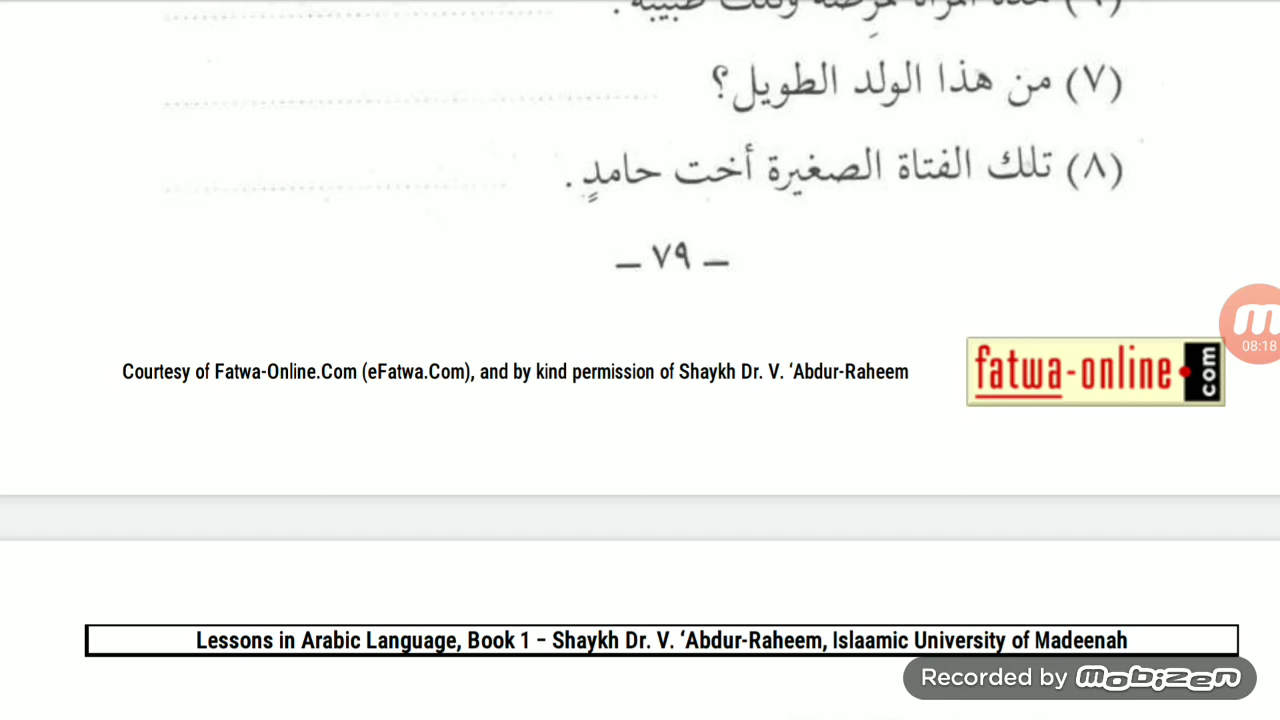 (٧) من هذا الولد الطويل؟
(٨) تلك الفتاة الصغيرة أخت حامدٍ .
– ٧٩ –
Courtesy of Fatwa-Online.Com (eFatwa.Com), and by kind permission of Shaykh Dr. V. ‘Abdur-Raheem
fatwa-online.com
08:18
Lessons in Arabic Language, Book 1 – Shaykh Dr. V. ‘Abdur-Raheem, Islaamic University of Madeenah
Recorded by mobizen